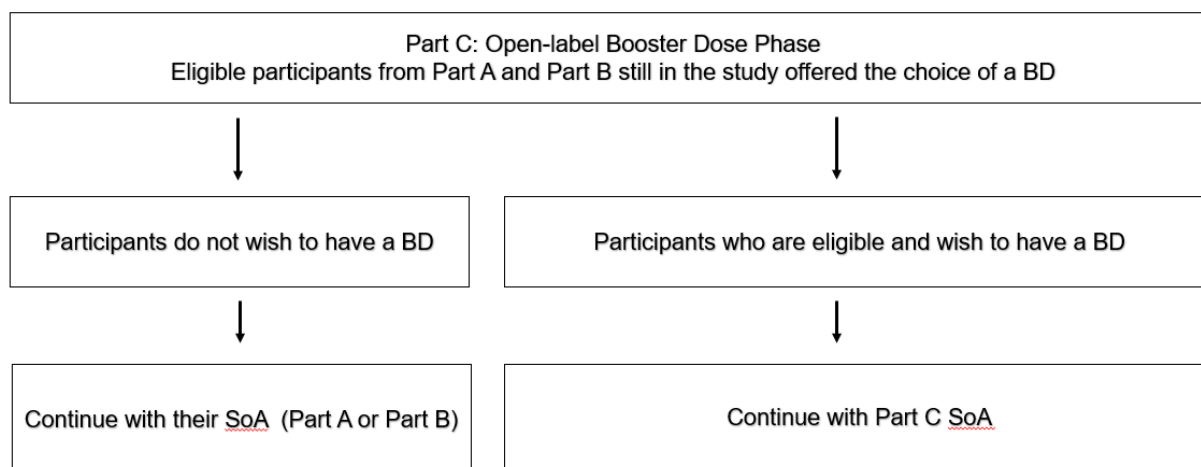 Part C: Open-label Booster Dose Phase
Eligible participants from Part A and Part B still in the study offered the choice of a BD
Participants do not wish to have a BD
Participants who are eligible and wish to have a BD
Continue with their SoA (Part A or Part B)
Continue with Part C SoA